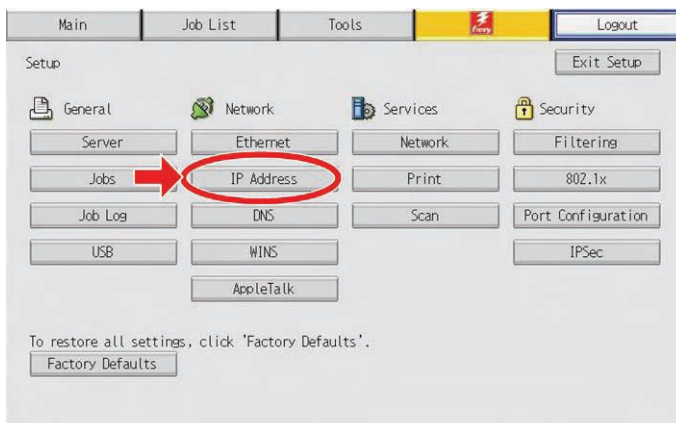 Main Job List Tools fiery Logout
Setup Exit Setup
General Network Services Security
Server Ethernet Network Filtering
Jobs IP Address Print 802.1x
Job Log DNS Scan Port Configuration
USB WINS IPSec
AppleTalk
To restore all settings, click 'Factory Defaults'.
Factory Defaults